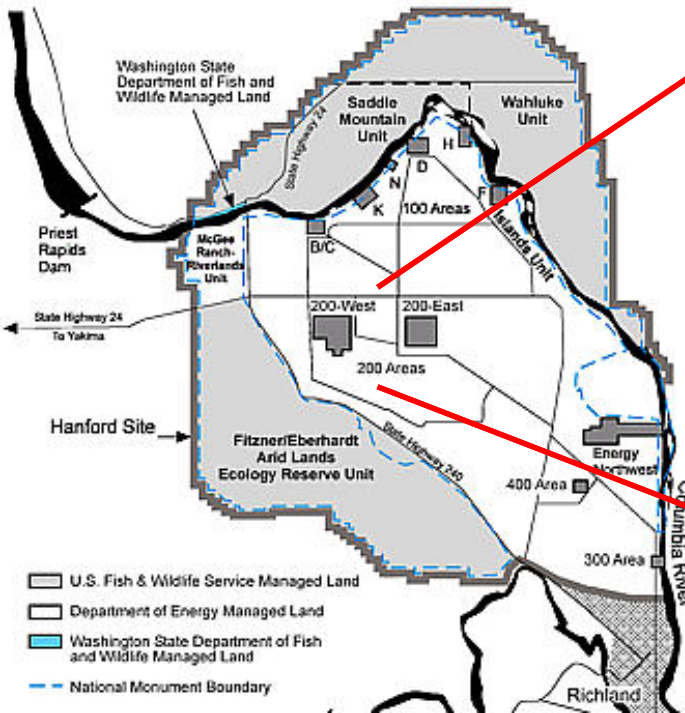 Washington State
Department of Fish and
Wildlife Managed Land
Saddle
Mountain
Unit
Wahluke
Unit
State Highway 24
H
D
N
K
F
100 Areas
Islands Unit
Priest
Rapids
Dam
McGee
Ranch-
Riverlands
Unit
B/C
State Highway 24
To Yakima
200-West
200-East
200 Areas
Hanford Site
Fitzner/Eberhardt
Arid Lands
Ecology Reserve Unit
State Highway 240
Energy
Northwest
400 Area
Columbia River
300 Area
U.S. Fish & Wildlife Service Managed Land
Department of Energy Managed Land
Washington State Department of Fish
and Wildlife Managed Land
National Monument Boundary
Richland